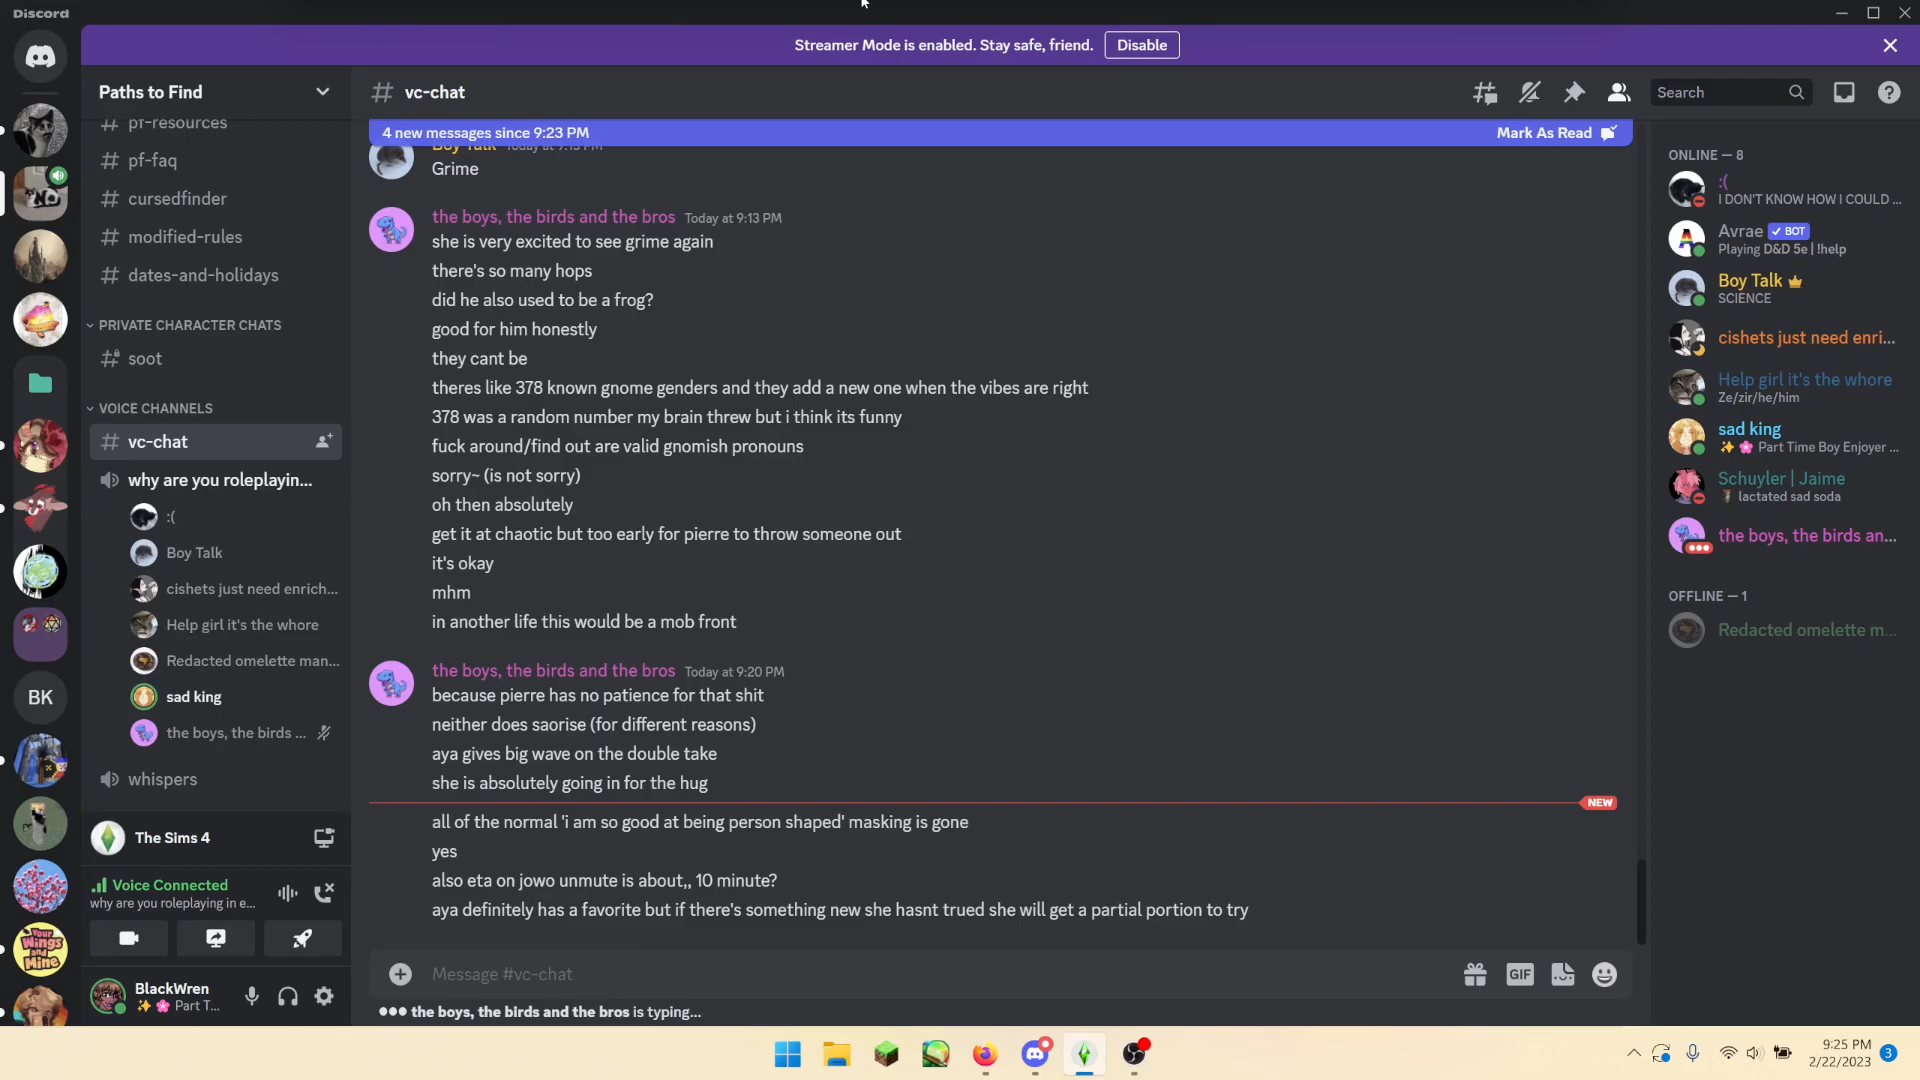 Discord
Streamer Mode is enabled. Stay safe, friend.
Disable
Paths to Find
pf-resources
pf-faq
cursedfinder
modified-rules
dates-and-holidays
PRIVATE CHARACTER CHATS
soot
VOICE CHANNELS
vc-chat
why are you roleplayin...
:(
Boy Talk
cishets just need enrich...
Help girl it's the whore
Redacted omelette man...
sad king
the boys, the birds ...
whispers
The Sims 4
Voice Connected
why are you roleplaying in e...
BlackWren
✨ 🌸 Part T...
BK
Your Wings and Mine
vc-chat
Search
4 new messages since 9:23 PM
Mark As Read
Boy Talk Today at 9:13 PM
Grime
the boys, the birds and the bros Today at 9:13 PM
she is very excited to see grime again
there's so many hops
did he also used to be a frog?
good for him honestly
they cant be
theres like 378 known gnome genders and they add a new one when the vibes are right
378 was a random number my brain threw but i think its funny
fuck around/find out are valid gnomish pronouns
sorry~ (is not sorry)
oh then absolutely
get it at chaotic but too early for pierre to throw someone out
it's okay
mhm
in another life this would be a mob front
the boys, the birds and the bros Today at 9:20 PM
because pierre has no patience for that shit
neither does saorise (for different reasons)
aya gives big wave on the double take
she is absolutely going in for the hug
NEW
all of the normal 'i am so good at being person shaped' masking is gone
yes
also eta on jowo unmute is about,, 10 minute?
aya definitely has a favorite but if there's something new she hasnt trued she will get a partial portion to try
Message #vc-chat
GIF
the boys, the birds and the bros is typing...
ONLINE — 8
:(
I DON'T KNOW HOW I COULD ...
Avrae ✓ BOT
Playing D&D 5e | !help
Boy Talk
SCIENCE
cishets just need enri...
Help girl it's the whore
Ze/zir/he/him
sad king
✨ 🌸 Part Time Boy Enjoyer ...
Schuyler | Jaime
lactated sad soda
the boys, the birds an...
OFFLINE — 1
Redacted omelette m...
9:25 PM
2/22/2023
3